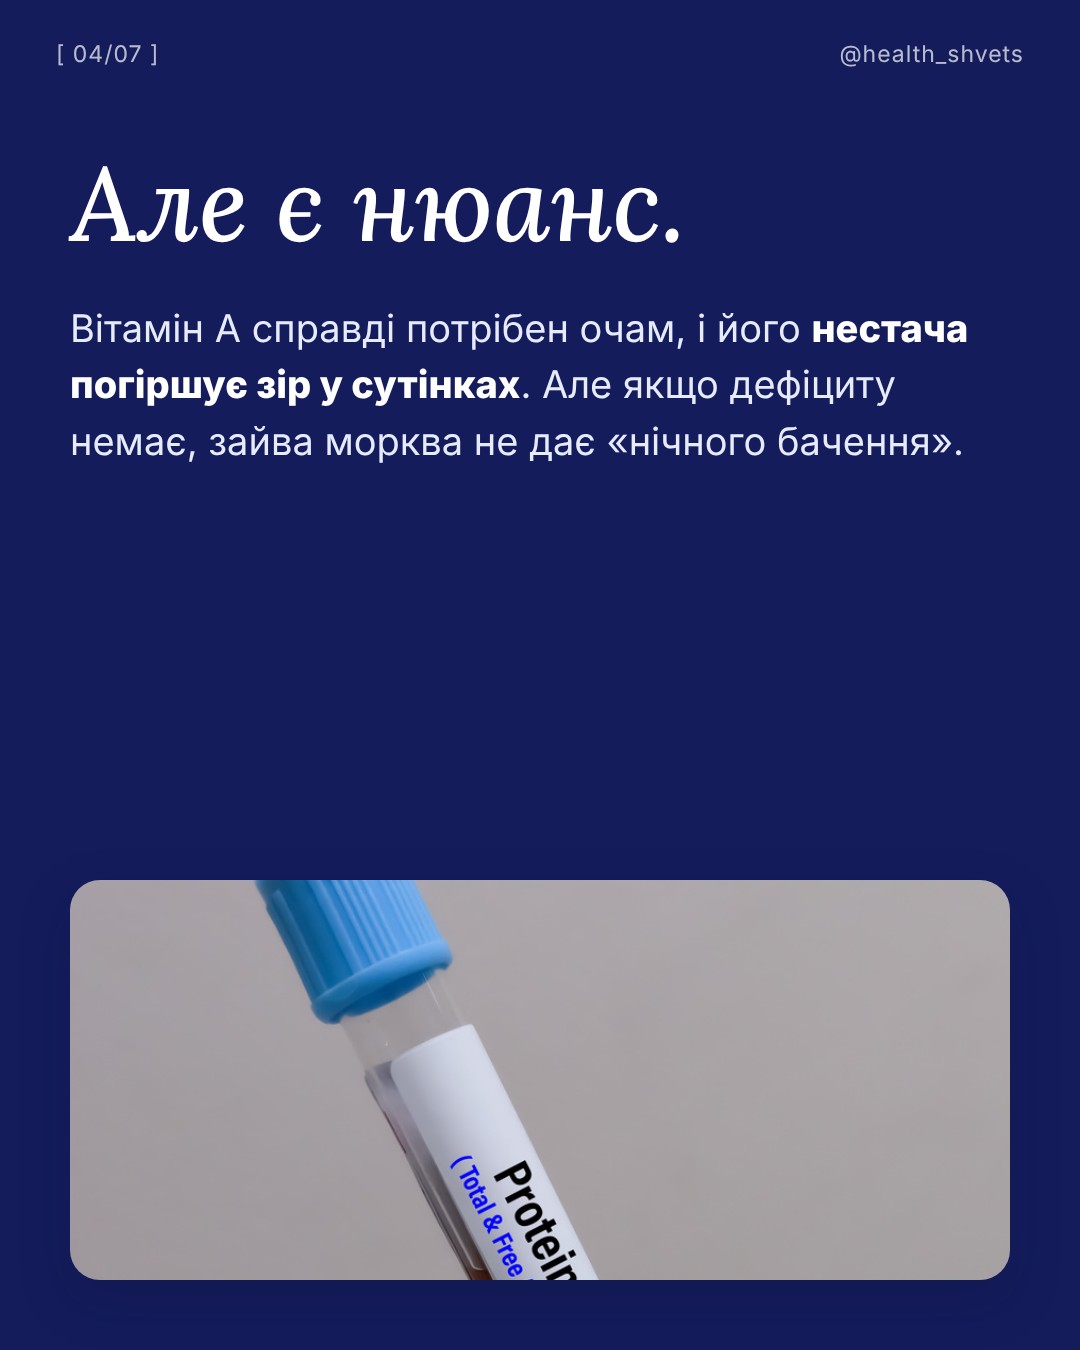 [ 04/07 ]
@health_shvets
Але є нюанс.
Вітамін А справді потрібен очам, і його нестача
погіршує зір у сутінках. Але якщо дефіциту
немає, зайва морква не дає «нічного бачення».
Protein
( Total & Free